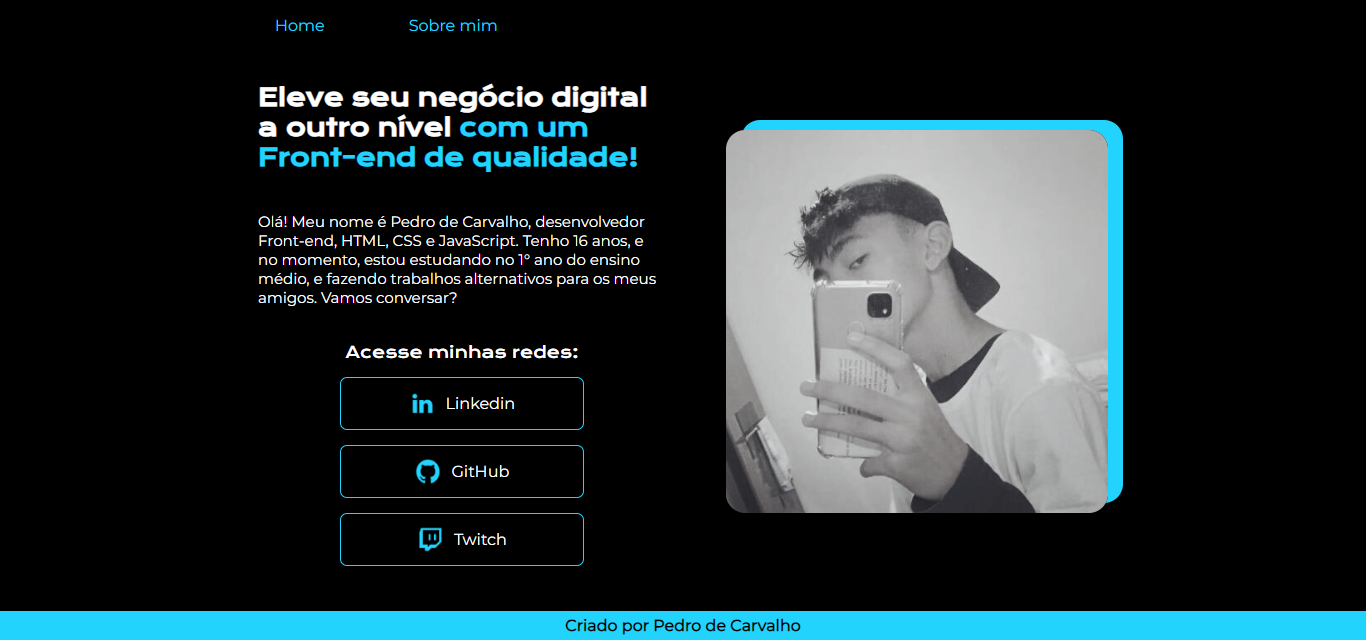 Home
Sobre mim
Eleve seu negócio digital
a outro nível com um
Front-end de qualidade!
Olá! Meu nome é Pedro de Carvalho, desenvolvedor
Front-end, HTML, CSS e JavaScript. Tenho 16 anos, e
no momento, estou estudando no 1° ano do ensino
médio, e fazendo trabalhos alternativos para os meus
amigos. Vamos conversar?
Acesse minhas redes:
Linkedin
GitHub
Twitch
Criado por Pedro de Carvalho